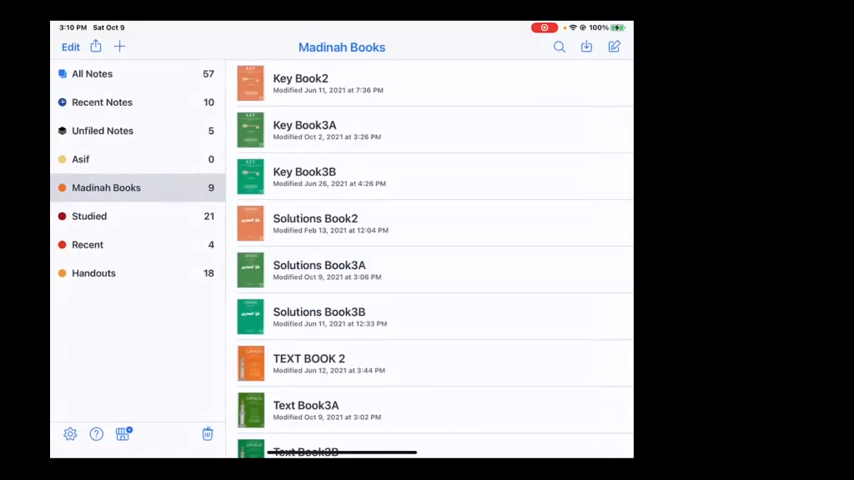 3:10 PM Sat Oct 9
100%
Edit
Madinah Books
All Notes 57
Recent Notes 10
Unfiled Notes 5
Asif 0
Madinah Books 9
Studied 21
Recent 4
Handouts 18
Key Book2
Modified Jun 11, 2021 at 7:36 PM
Key Book3A
Modified Oct 2, 2021 at 3:26 PM
Key Book3B
Modified Jun 26, 2021 at 4:26 PM
Solutions Book2
Modified Feb 13, 2021 at 12:04 PM
Solutions Book3A
Modified Oct 9, 2021 at 3:06 PM
Solutions Book3B
Modified Jun 11, 2021 at 12:33 PM
TEXT BOOK 2
Modified Jun 12, 2021 at 3:44 PM
Text Book3A
Modified Oct 9, 2021 at 3:02 PM
Text Book3B